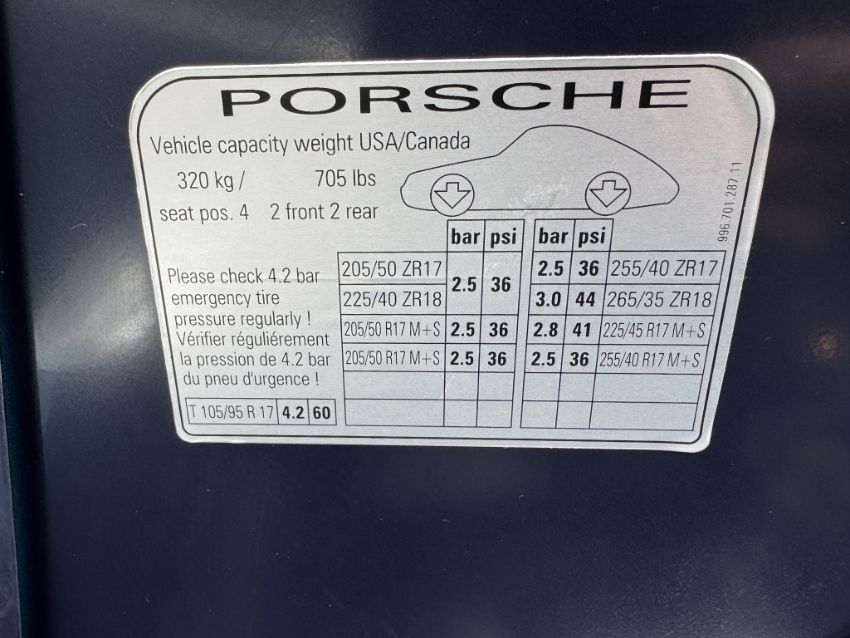 PORSCHE
Vehicle capacity weight USA/Canada
320 kg / 705 lbs
seat pos. 4 2 front 2 rear
996.701.287.11
Please check 4.2 bar
emergency tire
pressure regularly !
Vérifier réguliérement
la pression de 4.2 bar
du pneu d'urgence !
T 105/95 R 17 4.2 60
bar psi bar psi
205/50 ZR17 2.5 36 2.5 36 255/40 ZR17
225/40 ZR18 3.0 44 265/35 ZR18
205/50 R17 M+S 2.5 36 2.8 41 225/45 R17 M+S
205/50 R17 M+S 2.5 36 2.5 36 255/40 R17 M+S